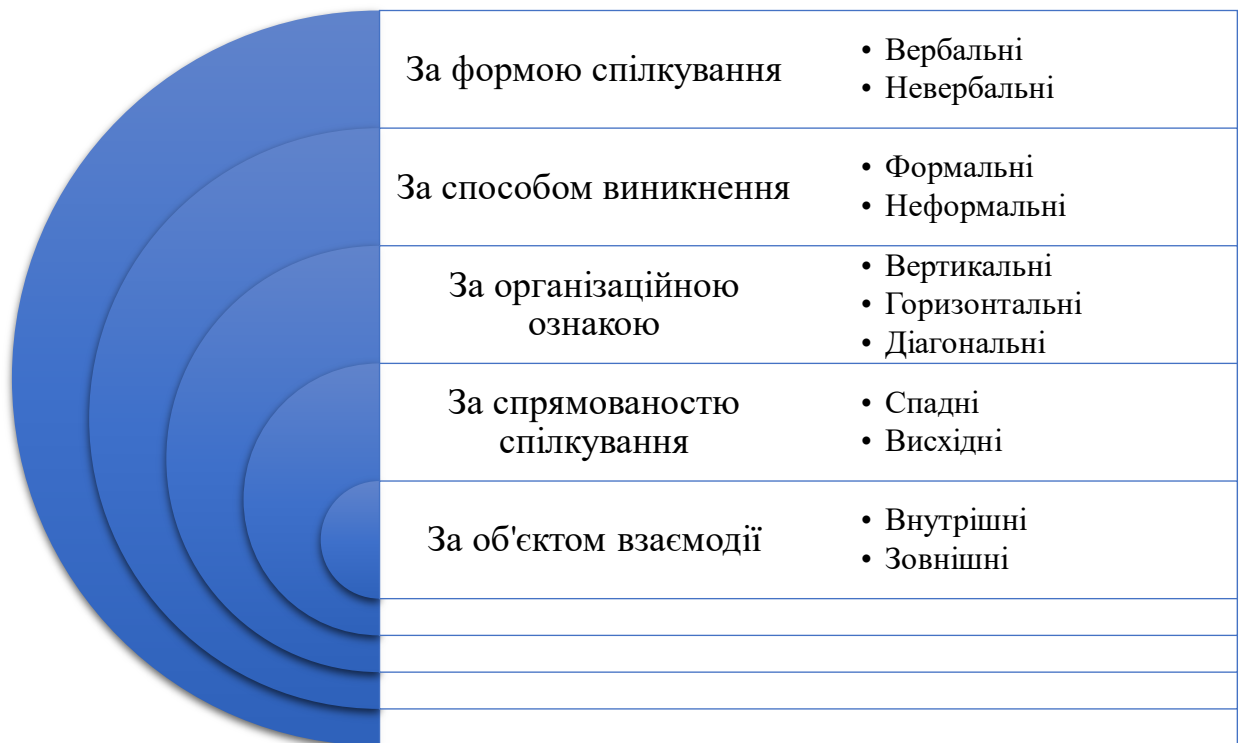 За формою спілкування
• Вербальні
• Невербальні
За способом виникнення
• Формальні
• Неформальні
За організаційною
ознакою
• Вертикальні
• Горизонтальні
• Діагональні
За спрямованостю
спілкування
• Спадні
• Висхідні
За об'єктом взаємодії
• Внутрішні
• Зовнішні